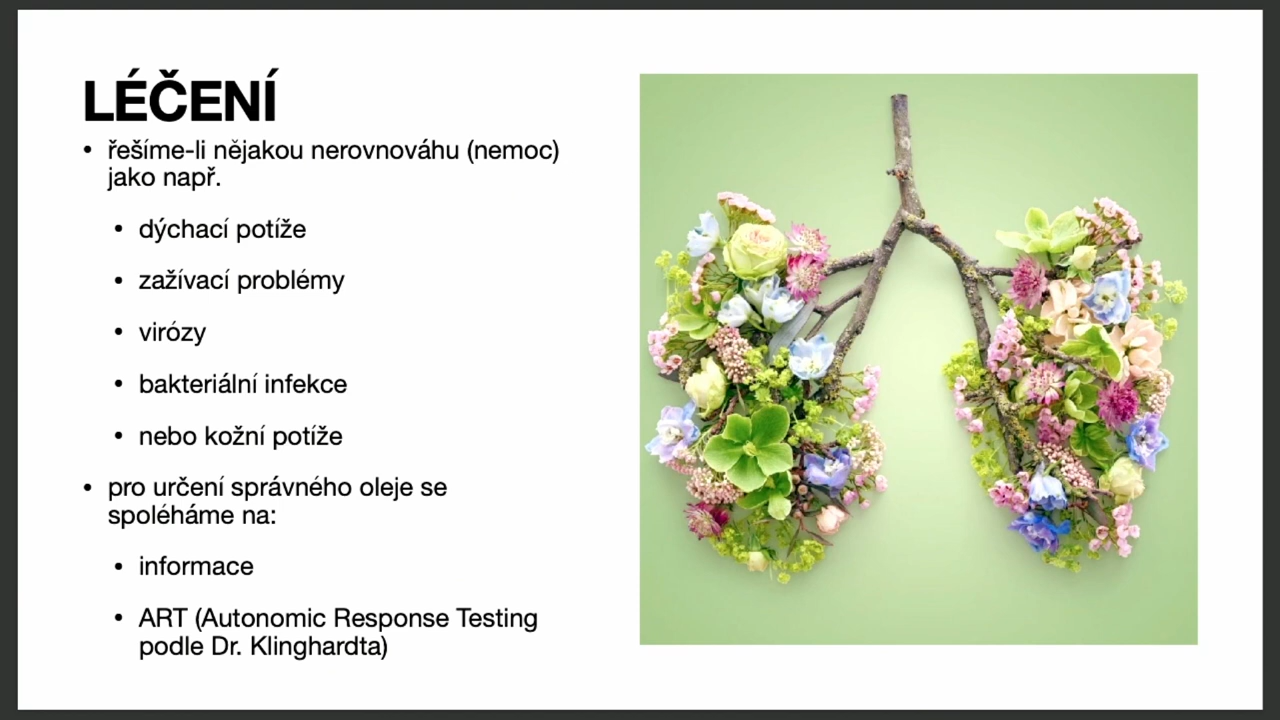 LÉČENÍ
• řešíme-li nějakou nerovnováhu (nemoc)
jako např.
• dýchací potíže
• zažívací problémy
• virózy
• bakteriální infekce
• nebo kožní potíže
• pro určení správného oleje se
spoléháme na:
• informace
• ART (Autonomic Response Testing
podle Dr. Klinghardta)